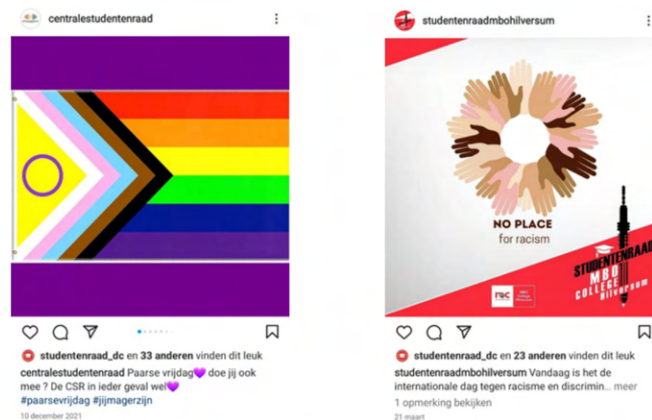 centralestudentenraad
studentenraad_dc en 33 anderen vinden dit leuk
centralestudentenraad Paarse vrijdag💜 doe jij ook
mee ? De CSR in ieder geval wel💜
#paarsevrijdag #jijmagerzijn
10 december 2021
studentenraadmbohilversum
NO PLACE
for racism
STUDENTENRAAD
MBO
COLLEGE
Hilversum
studentenraad_dc en 23 anderen vinden dit leuk
studentenraadmbohilversum Vandaag is het de
internationale dag tegen racisme en discrimin... meer
1 opmerking bekijken
21 maart